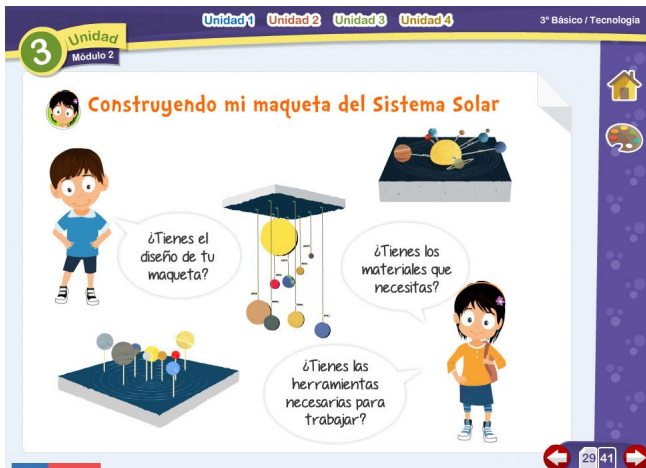 Unidad 1 Unidad 2 Unidad 3 Unidad 4
3° Básico / Tecnología
3 Unidad
Módulo 2
Construyendo mi maqueta del Sistema Solar
¿Tienes el
diseño de tu
maqueta?
¿Tienes los
materiales que
necesitas?
¿Tienes las
herramientas
necesarias para
trabajar?
29 41